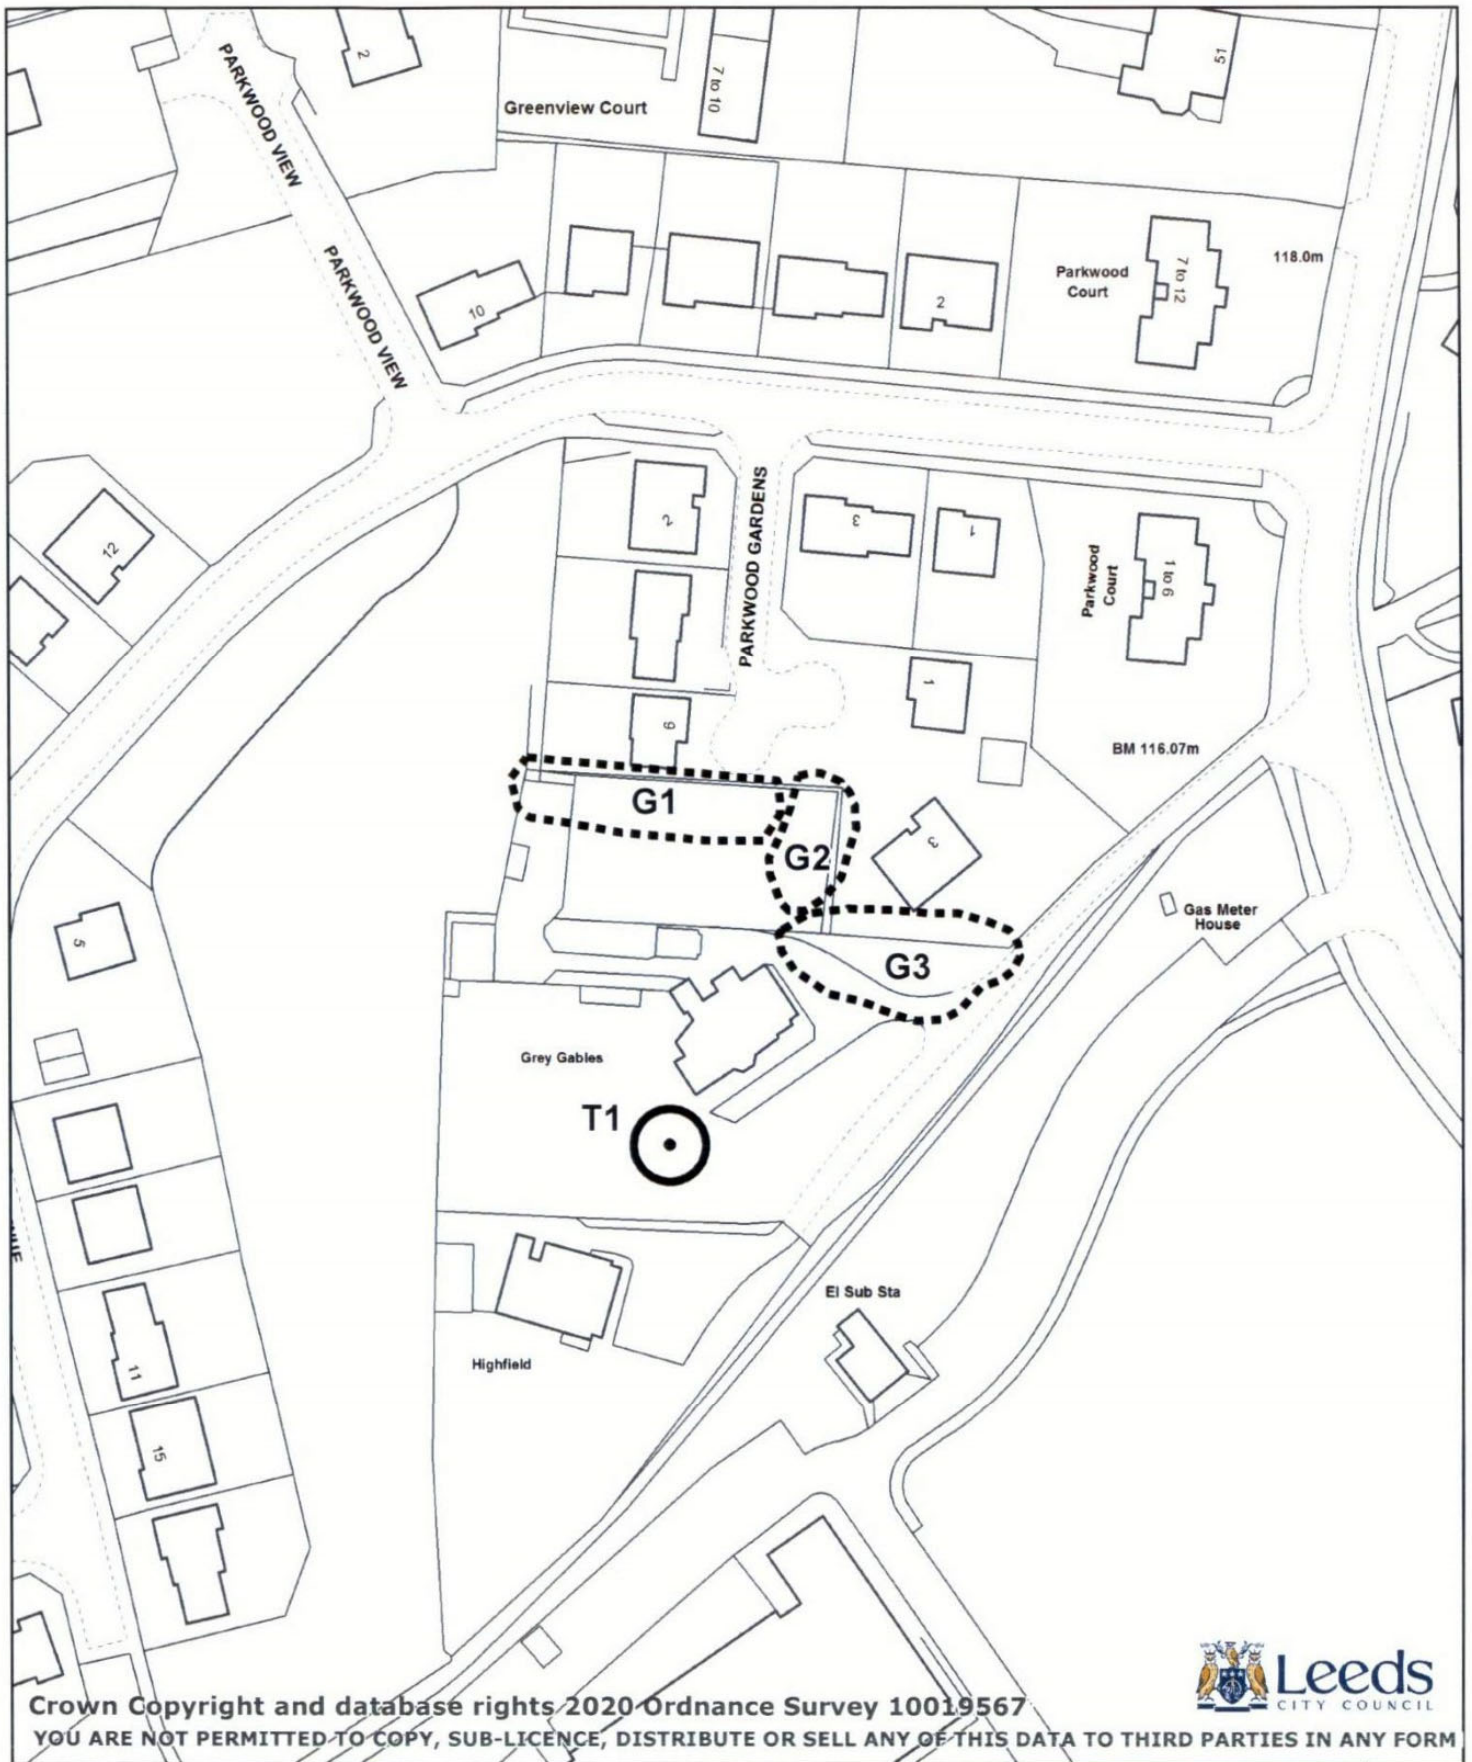 PARKWOOD VIEW
2
Greenview Court
7 to 10
51
PARKWOOD VIEW
10
2
Parkwood
Court
7 to 12
118.0m
12
2
PARKWOOD GARDENS
3
1
Parkwood
Court
1 to 6
1
9
BM 116.07m
G1
G2
3
G3
Gas Meter
House
5
Grey Gables
T1
El Sub Sta
11
Highfield
15
Leeds
CITY COUNCIL
Crown Copyright and database rights 2020 Ordnance Survey 10019567
YOU ARE NOT PERMITTED TO COPY, SUB-LICENCE, DISTRIBUTE OR SELL ANY OF THIS DATA TO THIRD PARTIES IN ANY FORM